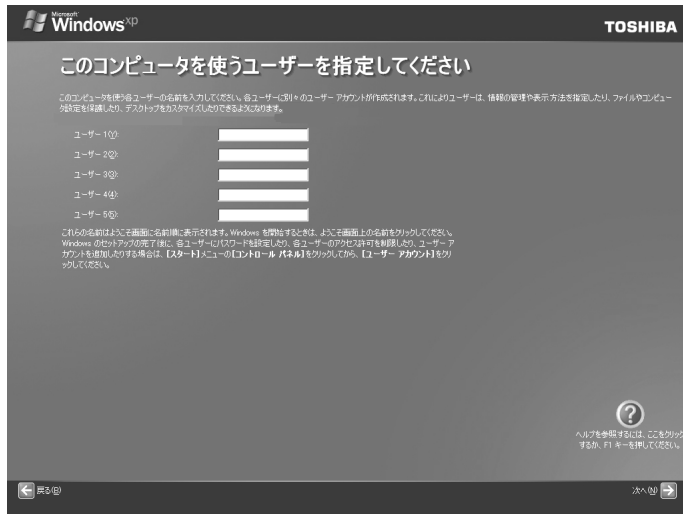 Microsoft
Windows xp
TOSHIBA
このコンピュータを使うユーザーを指定してください
このコンピュータを使う各ユーザーの名前を入力してください。各ユーザーに別々のユーザー アカウントが作成されます。これによりユーザーは、情報の管理や表示方法を指定したり、ファイルやコンピュー
タ設定を保護したり、デスクトップをカスタマイズしたりできるようになります。
ユーザー 1(Y):
ユーザー 2(2):
ユーザー 3(3):
ユーザー 4(4):
ユーザー 5(5):
これらの名前はようこそ画面に名前順に表示されます。Windows を開始するときは、ようこそ画面上の名前をクリックしてください。
Windows のセットアップの完了後に、各ユーザーにパスワードを設定したり、各ユーザーのアクセス許可を制限したり、ユーザー ア
カウントを追加したりする場合は、[スタート]メニューの[コントロール パネル]をクリックしてから、[ユーザー アカウント]をクリ
ックしてください。
ヘルプを参照するには、ここをクリック
するか、F1 キーを押してください。
戻る(B)
次へ(N)